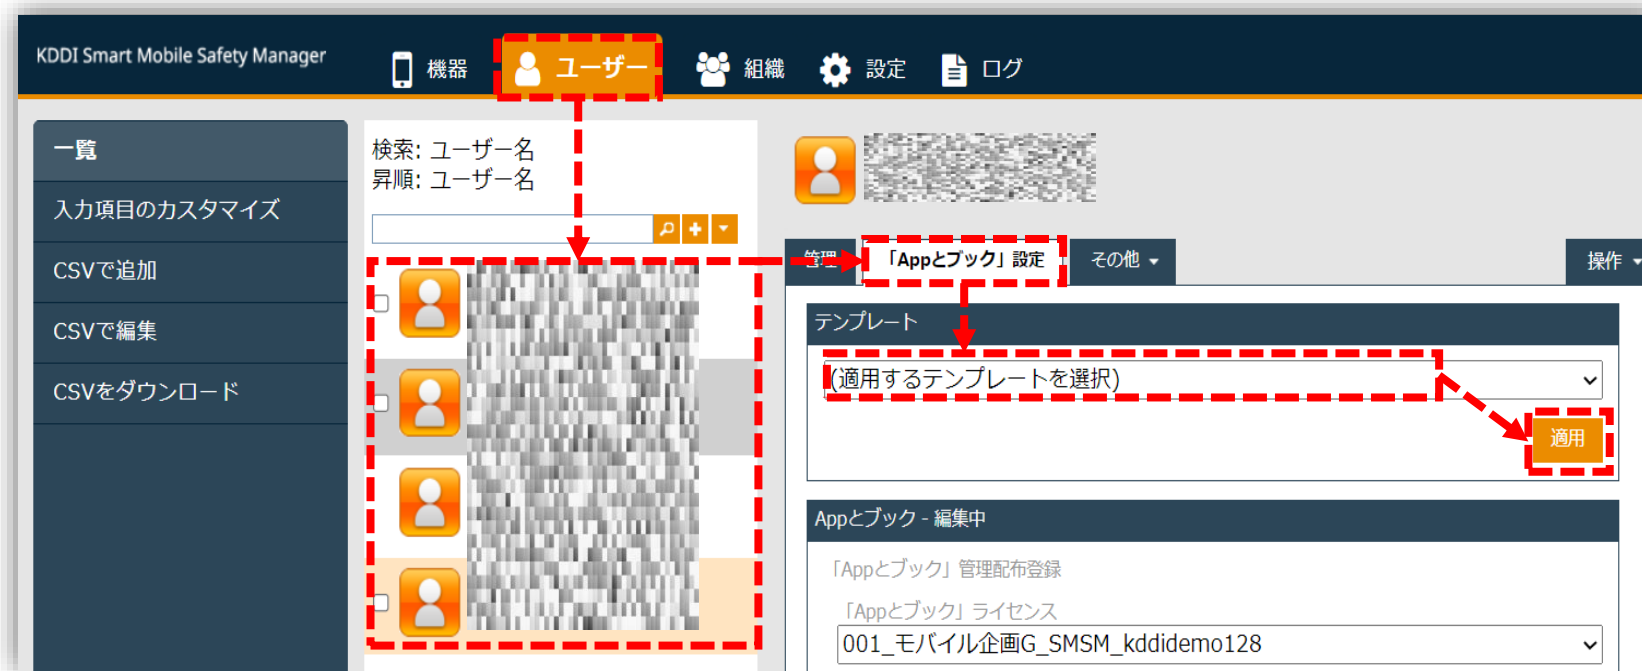 KDDI Smart Mobile Safety Manager
機器
ユーザー
組織
設定
ログ
一覧
入力項目のカスタマイズ
CSVで追加
CSVで編集
CSVをダウンロード
検索: ユーザー名
昇順: ユーザー名
管理
「Appとブック」設定
その他
操作
テンプレート
(適用するテンプレートを選択)
適用
Appとブック - 編集中
「Appとブック」管理配布登録
「Appとブック」ライセンス
001_モバイル企画G_SMSM_kddidemo128